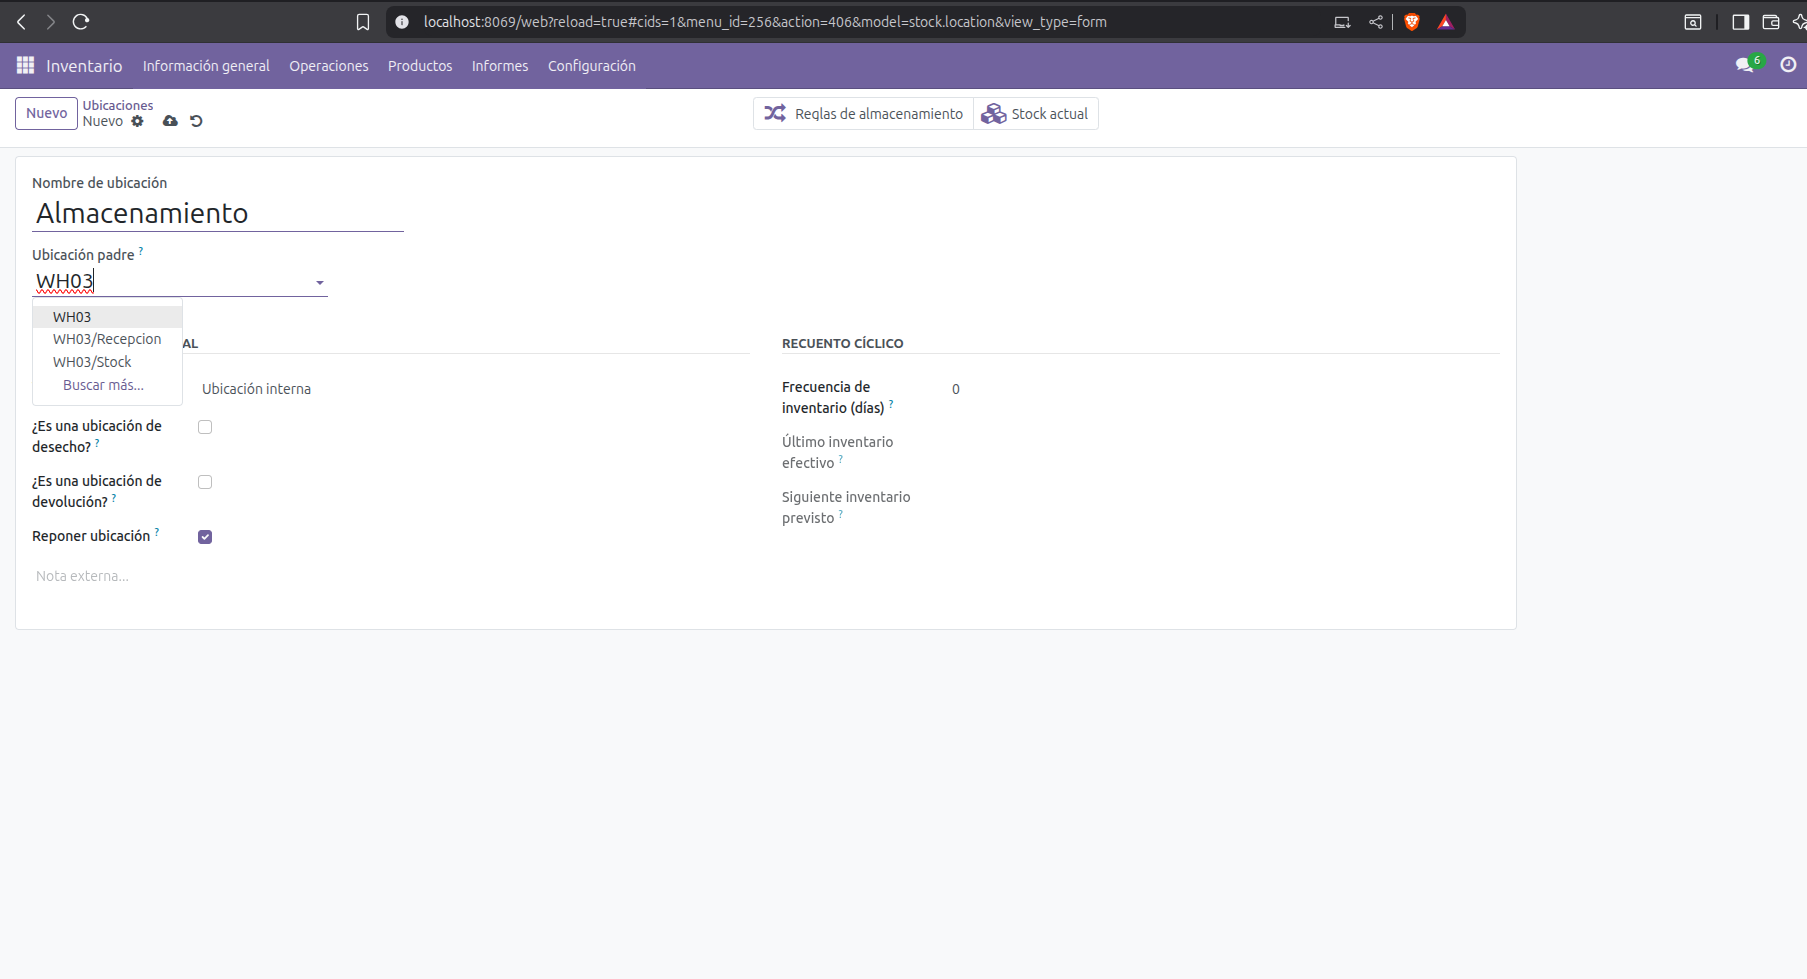 localhost:8069/web?reload=true#cids=1&menu_id=256&action=406&model=stock.location&view_type=form
Inventario Información general Operaciones Productos Informes Configuración 6
Nuevo Ubicaciones
Nuevo
Reglas de almacenamiento Stock actual
Nombre de ubicación
Almacenamiento
Ubicación padre ?
WH03
WH03
WH03/Recepcion
WH03/Stock
Buscar más...
AL
Ubicación interna
¿Es una ubicación de
desecho? ?
¿Es una ubicación de
devolución? ?
Reponer ubicación ?
Nota externa...
RECUENTO CÍCLICO
Frecuencia de
inventario (días) ? 0
Último inventario
efectivo ?
Siguiente inventario
previsto ?